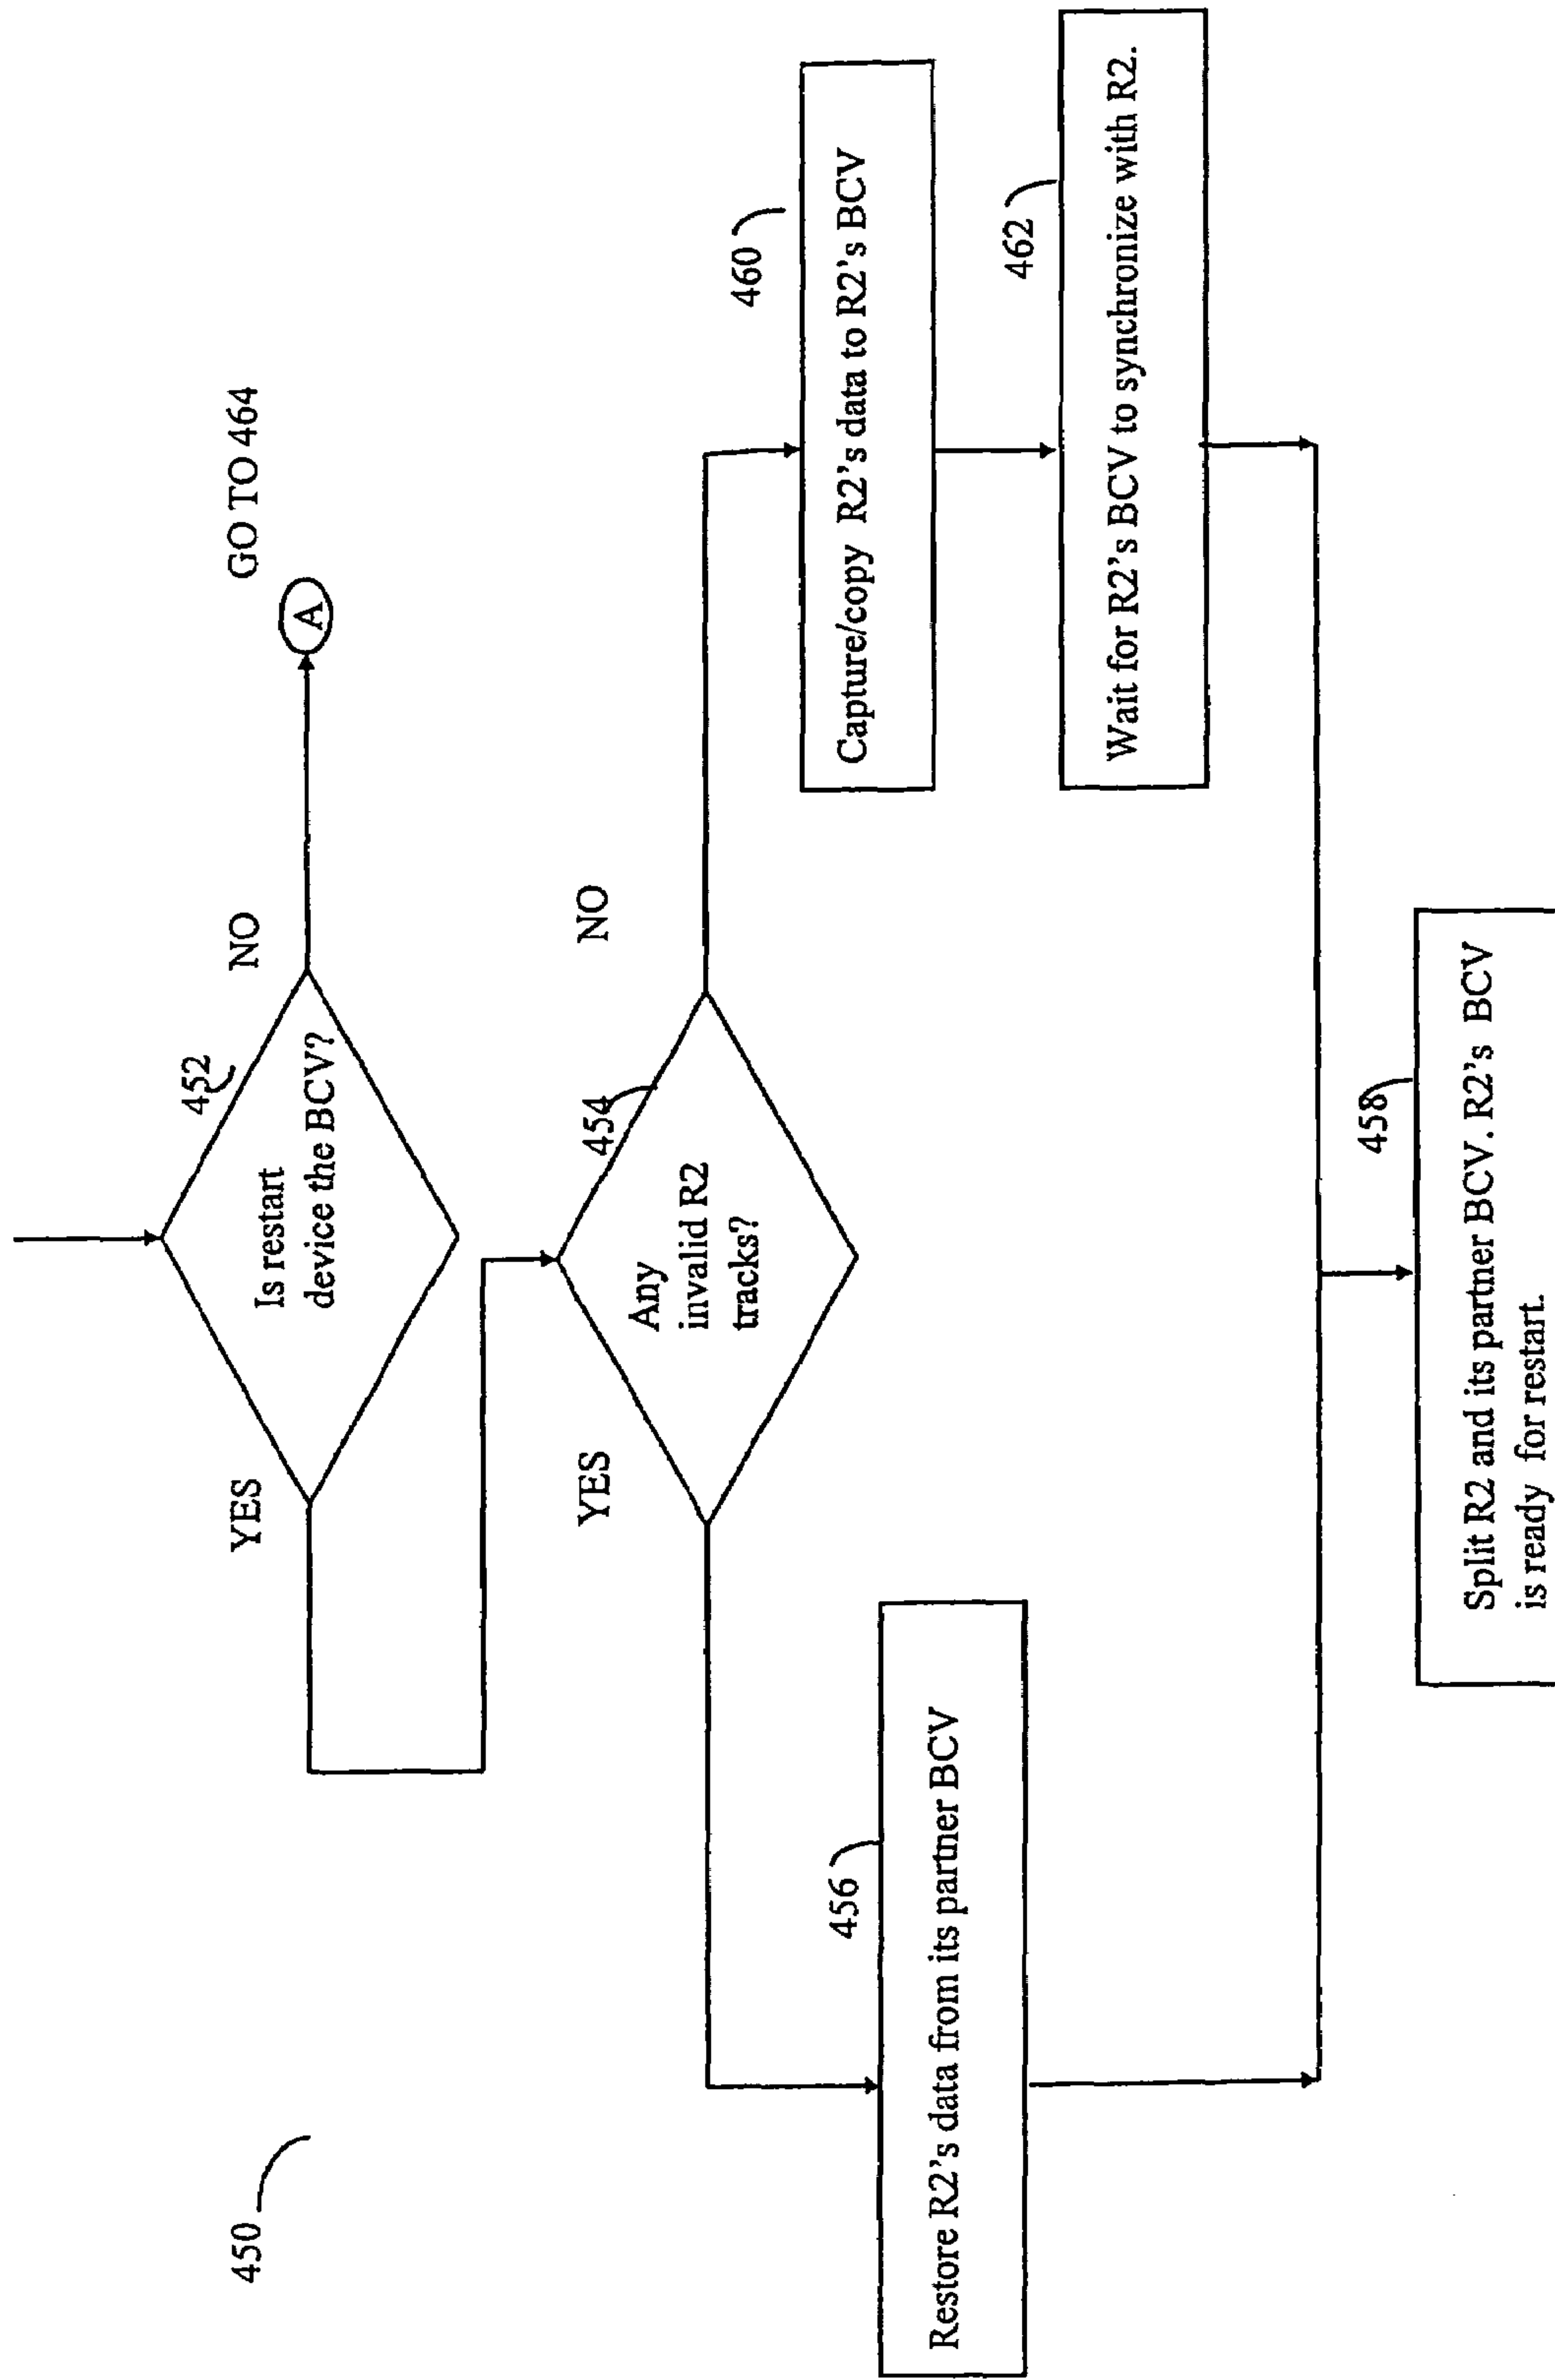 450
452
Is restart
device the BCV?
YES
NO
GO TO 464
A
454
Any
invalid R2
tracks?
YES
NO
456
Restore R2's data from its partner BCV
460
Capture/copy R2's data to R2's BCV
462
Wait for R2's BCV to synchronize with R2.
458
Split R2 and its partner BCV. R2's BCV
is ready for restart.